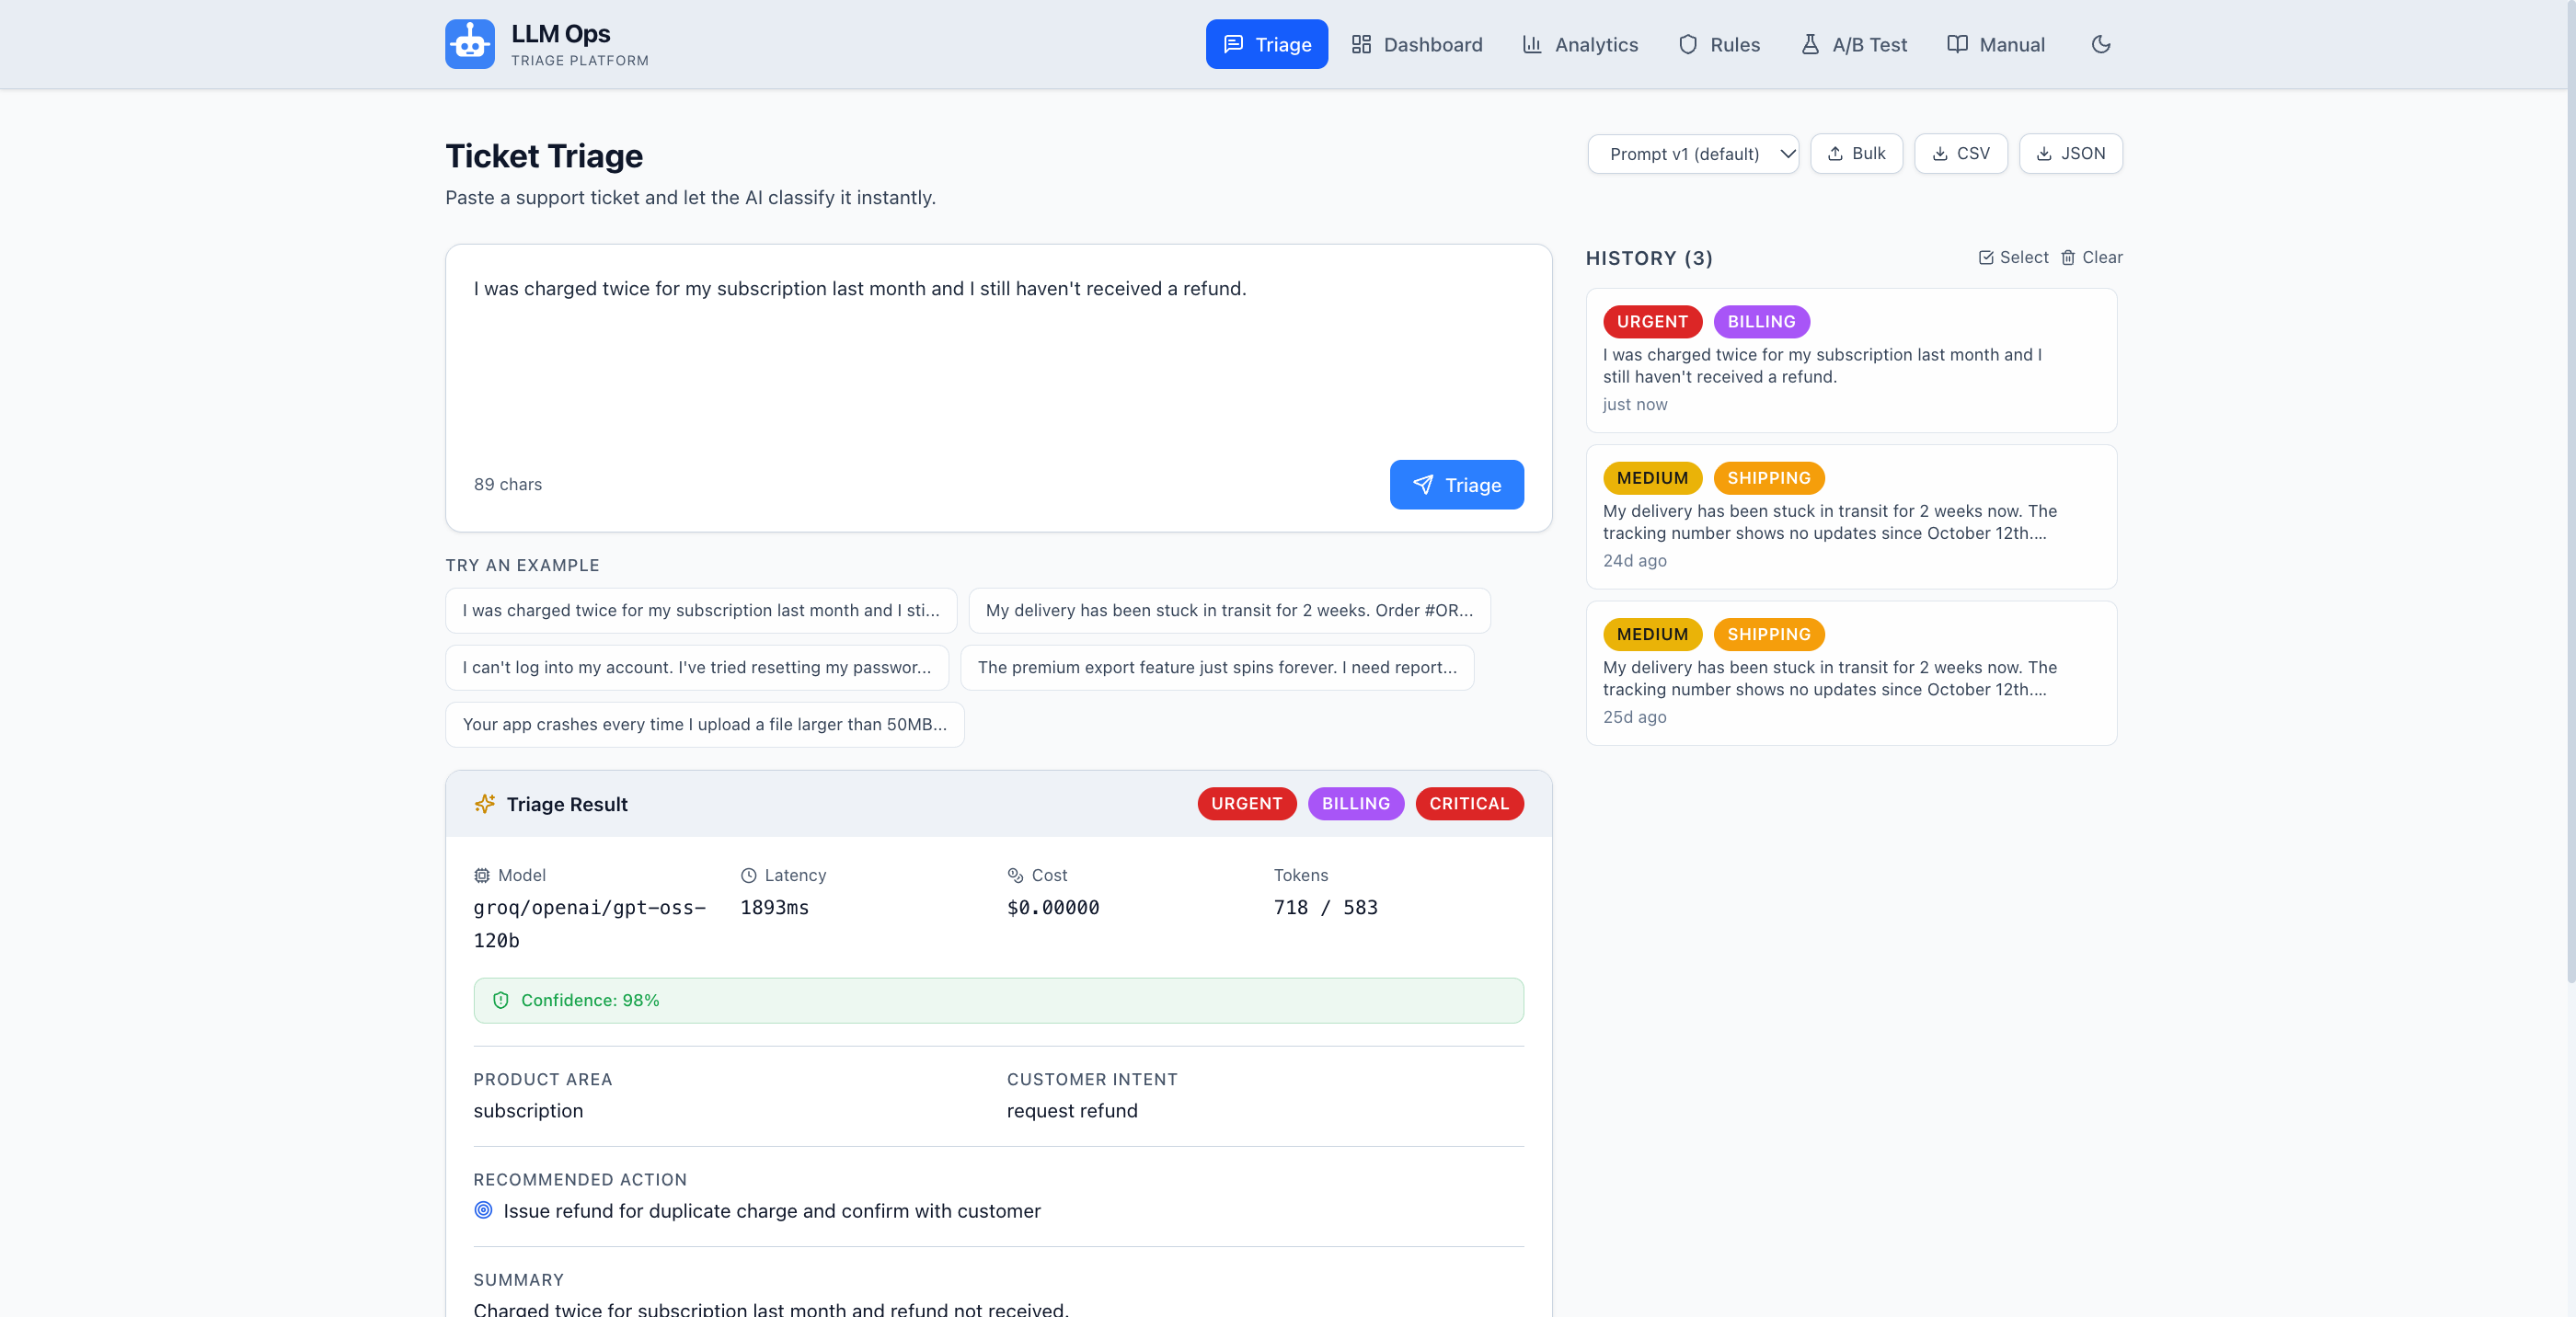 LLM Ops
TRIAGE PLATFORM
Triage
Dashboard
Analytics
Rules
A/B Test
Manual
Ticket Triage
Paste a support ticket and let the AI classify it instantly.
Prompt v1 (default)
Bulk
CSV
JSON
I was charged twice for my subscription last month and I still haven't received a refund.
89 chars
Triage
TRY AN EXAMPLE
I was charged twice for my subscription last month and I sti...
My delivery has been stuck in transit for 2 weeks. Order #OR...
I can't log into my account. I've tried resetting my passwor...
The premium export feature just spins forever. I need report...
Your app crashes every time I upload a file larger than 50MB...
HISTORY (3)
Select
Clear
URGENT BILLING
I was charged twice for my subscription last month and I
still haven't received a refund.
just now
MEDIUM SHIPPING
My delivery has been stuck in transit for 2 weeks now. The
tracking number shows no updates since October 12th....
24d ago
MEDIUM SHIPPING
My delivery has been stuck in transit for 2 weeks now. The
tracking number shows no updates since October 12th....
25d ago
Triage Result
URGENT BILLING CRITICAL
Model
groq/openai/gpt-oss-
120b
Latency
1893ms
Cost
$0.00000
Tokens
718 / 583
Confidence: 98%
PRODUCT AREA
subscription
CUSTOMER INTENT
request refund
RECOMMENDED ACTION
Issue refund for duplicate charge and confirm with customer
SUMMARY
Charged twice for subscription last month and refund not received.